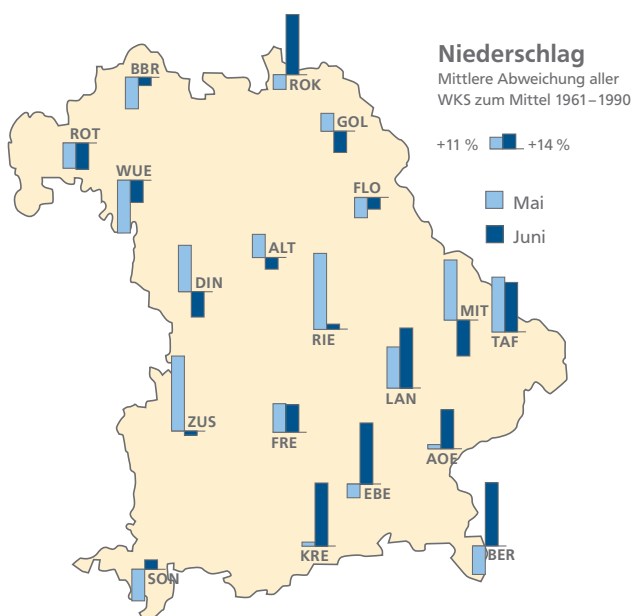 Niederschlag
Mittlere Abweichung aller
WKS zum Mittel 1961–1990
+11 % +14 %
Mai
Juni
BBR
ROK
GOL
ROT
WUE
FLO
ALT
DIN
MIT
RIE
TAF
LAN
ZUS
FRE
AOE
EBE
KRE
BER
SON